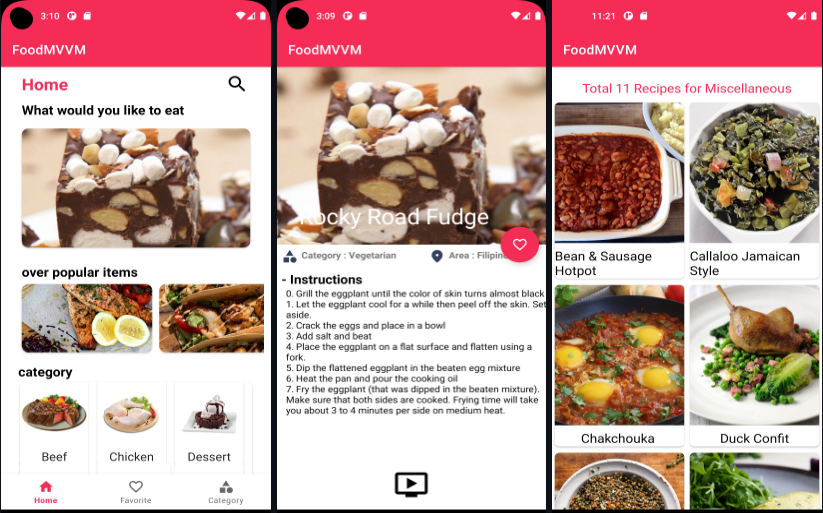 3:10
FoodMVVM
Home
What would you like to eat
over popular items
category
Beef
Chicken
Dessert
Home
Favorite
Category
3:09
FoodMVVM
Rocky Road Fudge
Category : Vegetarian
Area : Filipin
- Instructions
0. Grill the eggplant until the color of skin turns almost black
1. Let the eggplant cool for a while then peel off the skin. Set
aside.
2. Crack the eggs and place in a bowl
3. Add salt and beat
4. Place the eggplant on a flat surface and flatten using a
fork.
5. Dip the flattened eggplant in the beaten egg mixture
6. Heat the pan and pour the cooking oil
7. Fry the eggplant (that was dipped in the beaten mixture).
Make sure that both sides are cooked. Frying time will take
you about 3 to 4 minutes per side on medium heat.
11:21
FoodMVVM
Total 11 Recipes for Miscellaneous
Bean & Sausage
Hotpot
Callaloo Jamaican
Style
Chakchouka
Duck Confit